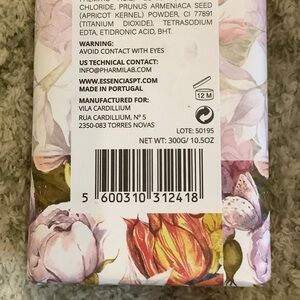 CHLORIDE, PRUNUS ARMENIACA SEED
(APRICOT KERNEL) POWDER, CI 77891
(TITANIUM DIOXIDE), TETRASODIUM
EDTA, ETIDRONIC ACID, BHT.
WARNING:
AVOID CONTACT WITH EYES
US TECHNICAL CONTACT:
INFO@PHARMILAB.COM
WWW.ESSENCIASPT.COM
MADE IN PORTUGAL
12 M
MANUFACTURED FOR:
VILA CARDILLIUM
RUA CARDILLIUM, Nº 5
2350-083 TORRES NOVAS
LOTE: 50195
NET WT: 300G/ 10.5OZ
5 600310 312418